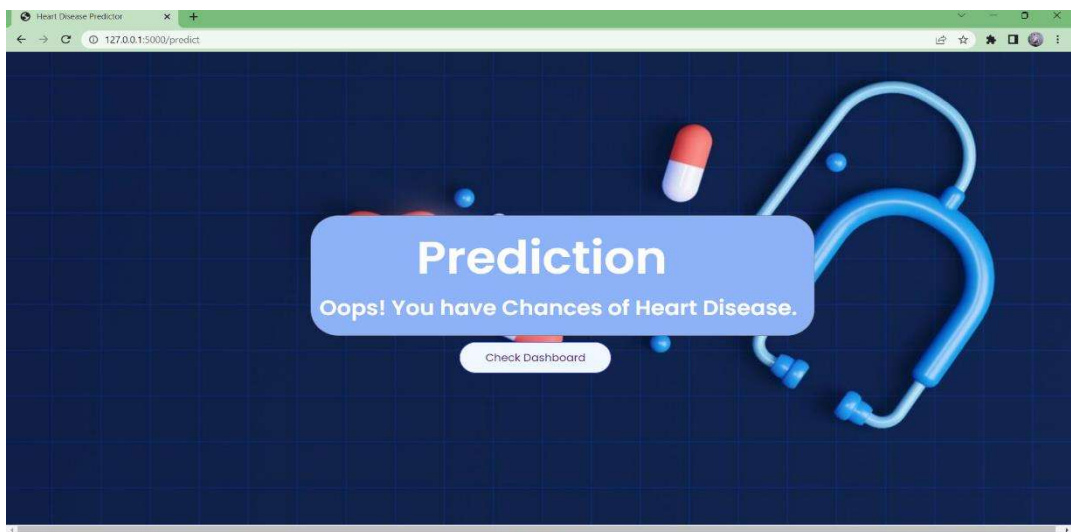 Heart Disease Predictor
127.0.0.1:5000/predict
Prediction
Oops! You have Chances of Heart Disease.
Check Dashboard